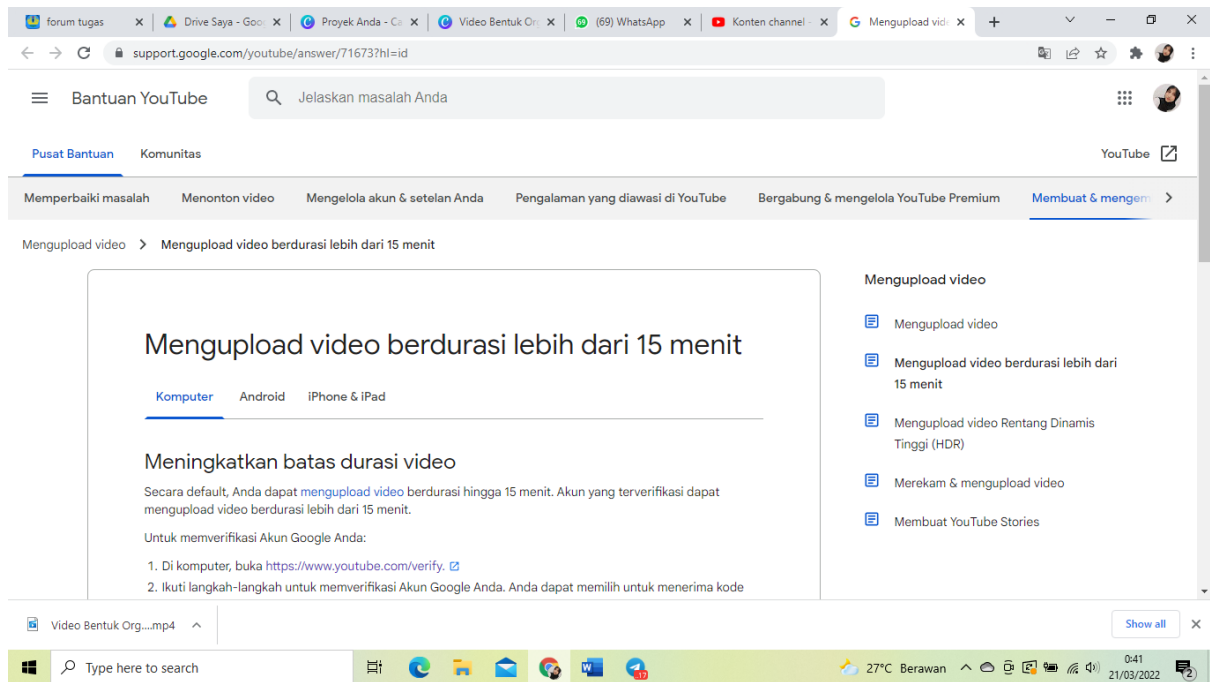 forum tugas
Drive Saya - Goo
Proyek Anda - Ca
Video Bentuk Or
(69) WhatsApp
Konten channel -
Mengupload vid
support.google.com/youtube/answer/71673?hl=id
Bantuan YouTube
Jelaskan masalah Anda
Pusat Bantuan
Komunitas
YouTube
Memperbaiki masalah
Menonton video
Mengelola akun & setelan Anda
Pengalaman yang diawasi di YouTube
Bergabung & mengelola YouTube Premium
Membuat & mengem
Mengupload video
Mengupload video berdurasi lebih dari 15 menit
Mengupload video berdurasi lebih dari 15 menit
Komputer
Android
iPhone & iPad
Meningkatkan batas durasi video
Secara default, Anda dapat mengupload video berdurasi hingga 15 menit. Akun yang terverifikasi dapat
mengupload video berdurasi lebih dari 15 menit.
Untuk memverifikasi Akun Google Anda:
1. Di komputer, buka https://www.youtube.com/verify.
2. Ikuti langkah-langkah untuk memverifikasi Akun Google Anda. Anda dapat memilih untuk menerima kode
Mengupload video
Mengupload video
Mengupload video berdurasi lebih dari
15 menit
Mengupload video Rentang Dinamis
Tinggi (HDR)
Merekam & mengupload video
Membuat YouTube Stories
Video Bentuk Org....mp4
Show all
Type here to search
27°C Berawan
0:41
21/03/2022